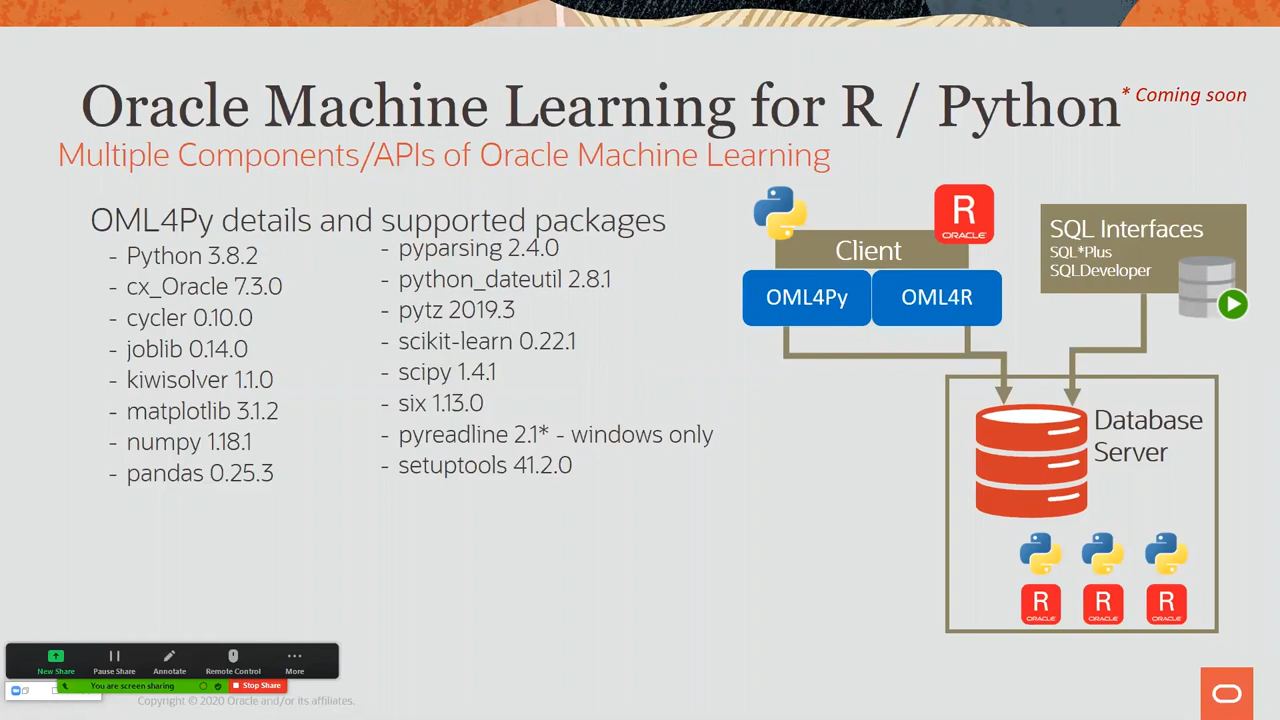 Oracle Machine Learning for R / Python
* Coming soon
Multiple Components/APIs of Oracle Machine Learning
OML4Py details and supported packages
- Python 3.8.2
- cx_Oracle 7.3.0
- cycler 0.10.0
- joblib 0.14.0
- kiwisolver 1.1.0
- matplotlib 3.1.2
- numpy 1.18.1
- pandas 0.25.3
- pyparsing 2.4.0
- python_dateutil 2.8.1
- pytz 2019.3
- scikit-learn 0.22.1
- scipy 1.4.1
- six 1.13.0
- pyreadline 2.1* - windows only
- setuptools 41.2.0
R
ORACLE
Client
OML4Py
OML4R
SQL Interfaces
SQL*Plus
SQLDeveloper
Database
Server
R
ORACLE
R
ORACLE
R
ORACLE
New Share
Pause Share
Annotate
Remote Control
More
You are screen sharing
Stop Share
Copyright © 2020 Oracle and/or its affiliates.